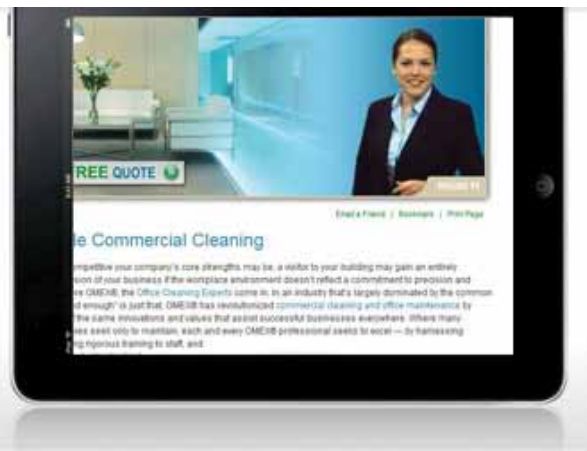 REE QUOTE
Email a Friend | Bookmark | Print Page
le Commercial Cleaning
mpetitive your company's core strengths may be, a visitor to your building may gain an entirely
sion of your business if the workplace environment doesn't reflect a commitment to precision and
re OMEX®, the Office Cleaning Experts come in. In an industry that's largely dominated by the common
d enough" is just that, OMEX® has revolutionized commercial cleaning and office maintenance by
f the same innovations and values that assist successful businesses everywhere. Where many
es seek only to maintain, each and every OMEX® professional seeks to excel — by harnessing
ng rigorous training to staff, and